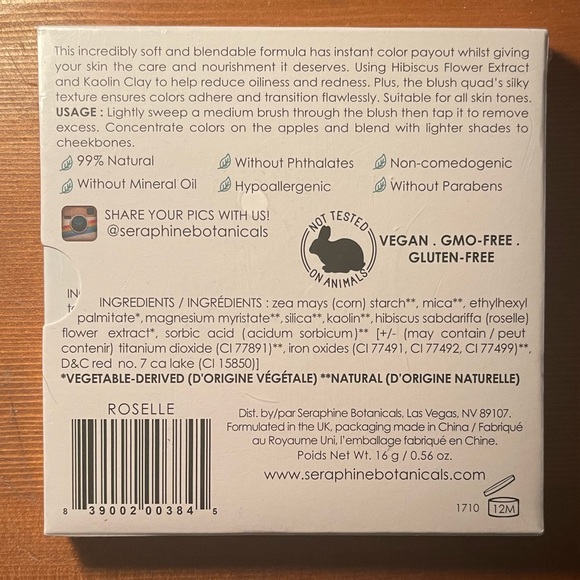 This incredibly soft and blendable formula has instant color payout whilst giving
your skin the care and nourishment it deserves. Using Hibiscus Flower Extract
and Kaolin Clay to help reduce oiliness and redness. Plus, the blush quad's silky
texture ensures colors adhere and transition flawlessly. Suitable for all skin tones.
USAGE : Lightly sweep a medium brush through the blush then tap it to remove
excess. Concentrate colors on the apples and blend with lighter shades to
cheekbones.
99% Natural Without Phthalates Non-comedogenic
Without Mineral Oil Hypoallergenic Without Parabens
SHARE YOUR PICS WITH US!
@seraphinebotanicals
NOT TESTED
ON ANIMALS
VEGAN . GMO-FREE .
GLUTEN-FREE
INGREDIENTS / INGRÉDIENTS : zea mays (corn) starch**, mica**, ethylhexyl
palmitate*, magnesium myristate**, silica**, kaolin**, hibiscus sabdariffa (roselle)
flower extract*, sorbic acid (acidum sorbicum)** [+/- (may contain / peut
contenir) titanium dioxide (CI 77891)**, iron oxides (CI 77491, CI 77492, CI 77499)**,
D&C red no. 7 ca lake (CI 15850)]
*VEGETABLE-DERIVED (D'ORIGINE VÉGÉTALE) **NATURAL (D'ORIGINE NATURELLE)
ROSELLE
8 39002 00384 5
Dist. by/par Seraphine Botanicals, Las Vegas, NV 89107.
Formulated in the UK, packaging made in China / Fabriqué
au Royaume Uni, l'emballage fabriqué en Chine.
Poids Net Wt. 16 g / 0.56 oz.
www.seraphinebotanicals.com
1710 12M